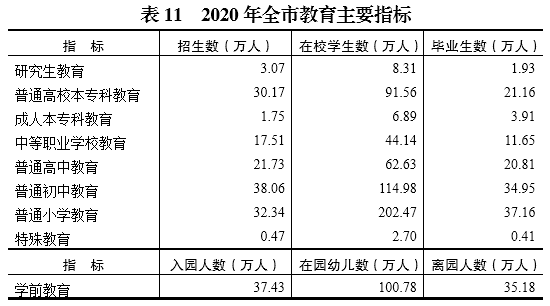 表 11 2020 年全市教育主要指标
指 标 招生数（万人） 在校学生数（万人） 毕业生数（万人）
研究生教育 3.07 8.31 1.93
普通高校本专科教育 30.17 91.56 21.16
成人本专科教育 1.75 6.89 3.91
中等职业学校教育 17.51 44.14 11.65
普通高中教育 21.73 62.63 20.81
普通初中教育 38.06 114.98 34.95
普通小学教育 32.34 202.47 37.16
特殊教育 0.47 2.70 0.41
指 标 入园人数（万人） 在园幼儿数（万人） 离园人数（万人）
学前教育 37.43 100.78 35.18